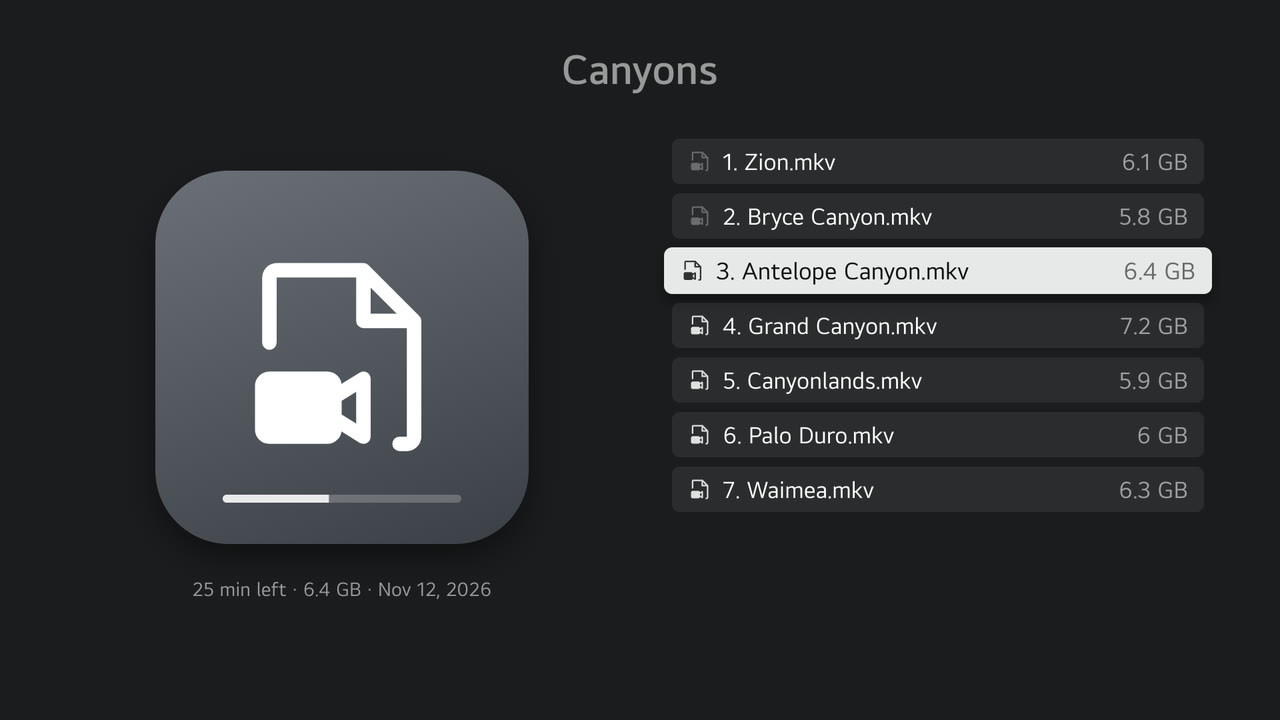 Canyons
1. Zion.mkv 6.1 GB
2. Bryce Canyon.mkv 5.8 GB
3. Antelope Canyon.mkv 6.4 GB
4. Grand Canyon.mkv 7.2 GB
5. Canyonlands.mkv 5.9 GB
6. Palo Duro.mkv 6 GB
7. Waimea.mkv 6.3 GB
25 min left · 6.4 GB · Nov 12, 2026